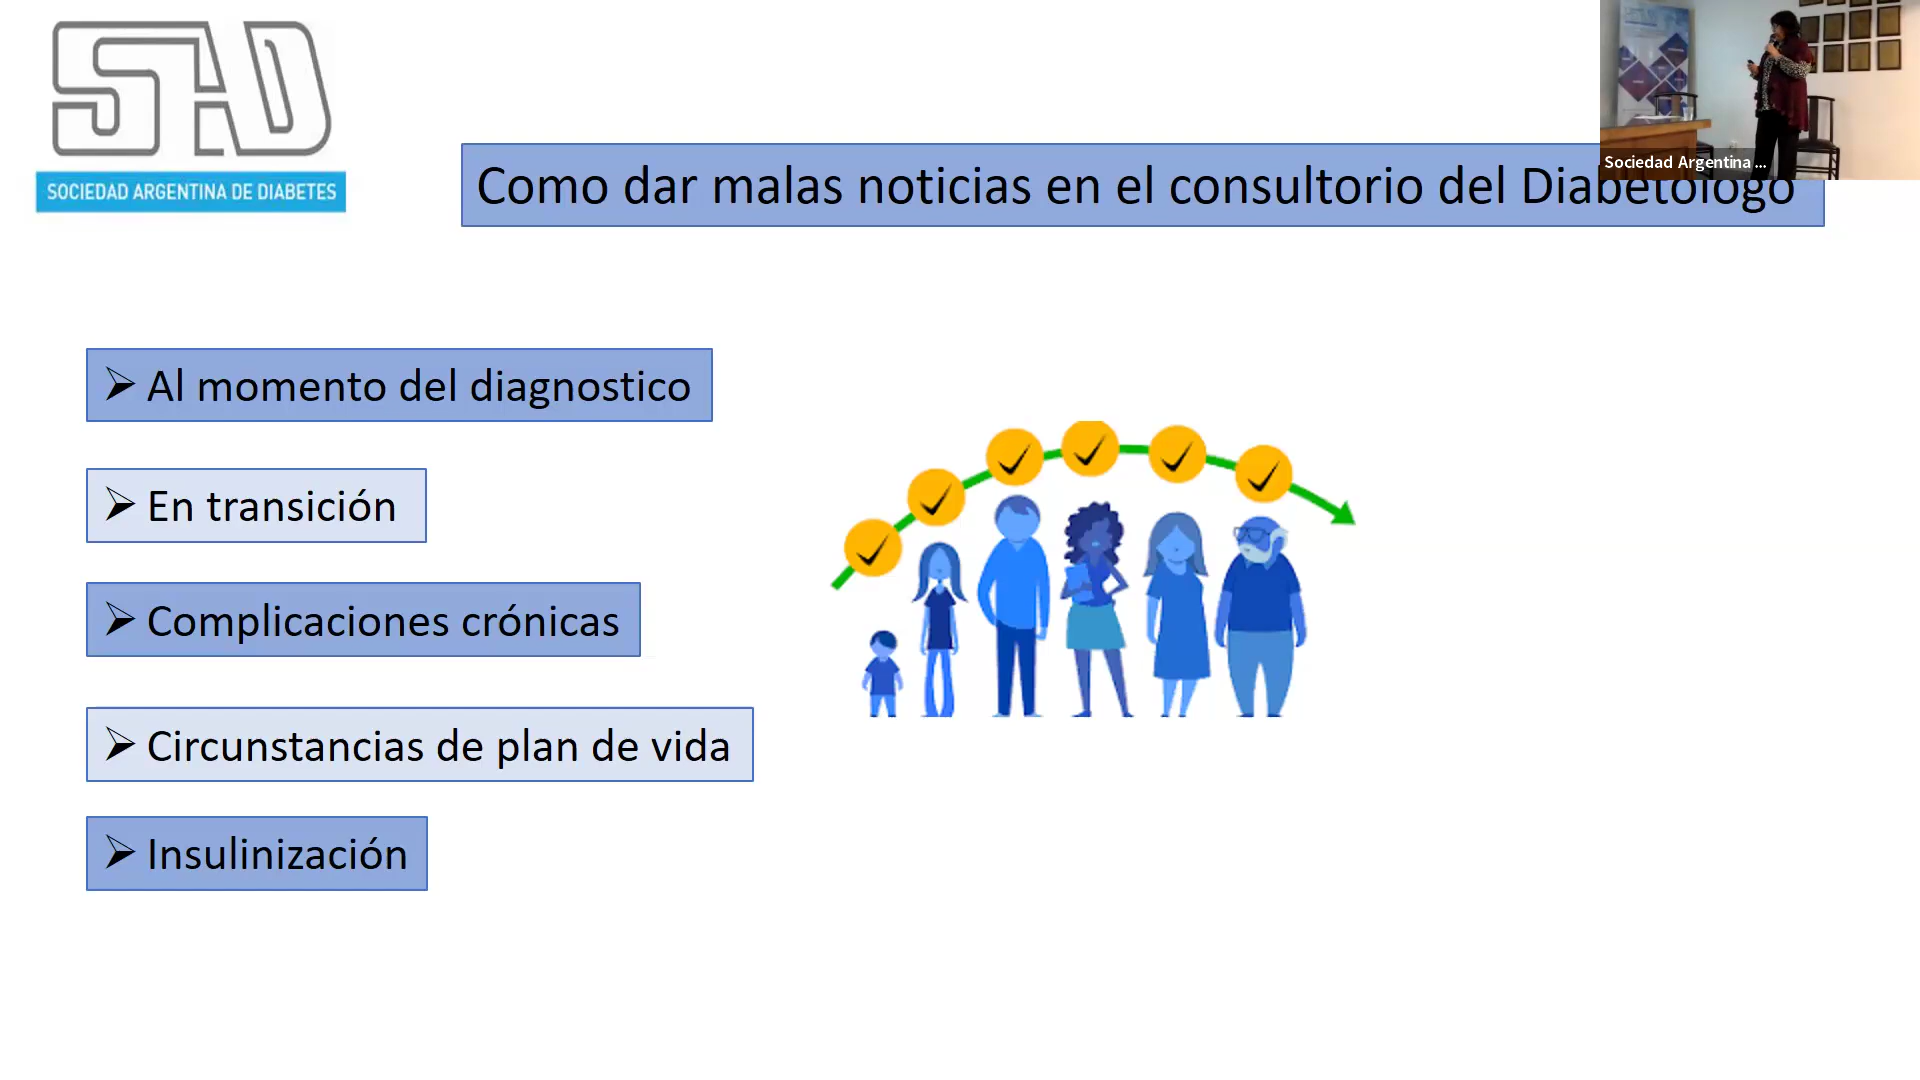 SAD
SOCIEDAD ARGENTINA DE DIABETES
Sociedad Argentina ...
Como dar malas noticias en el consultorio del Diabetologo
Al momento del diagnostico
En transición
Complicaciones crónicas
Circunstancias de plan de vida
Insulinización